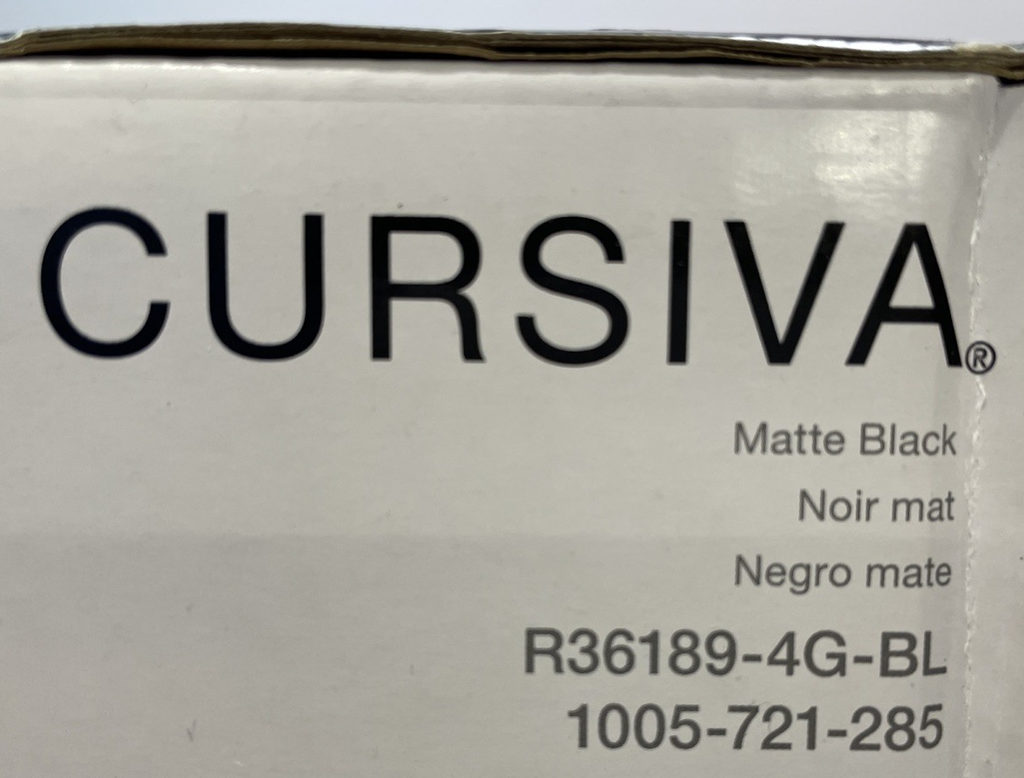 CURSIVA®
Matte Black
Noir mat
Negro mate
R36189-4G-BL
1005-721-285